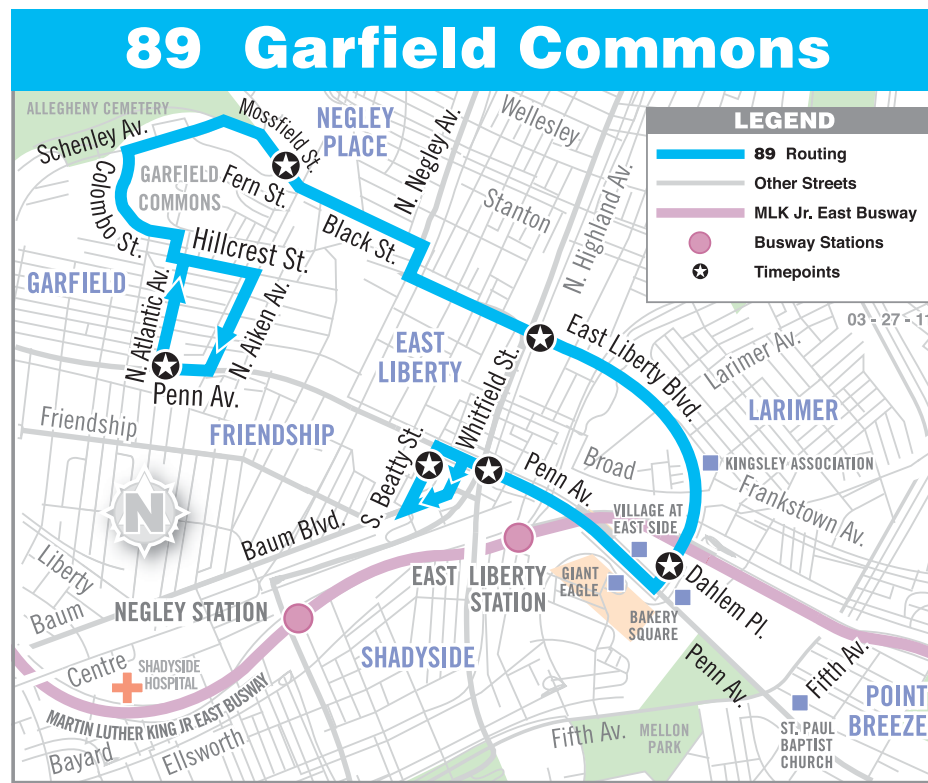 89 Garfield Commons
ALLEGHENY CEMETERY
Schenley Av.
Mossfield St.
NEGLEY
PLACE
N. Negley Av.
Wellesley
LEGEND
89 Routing
Other Streets
MLK Jr. East Busway
Busway Stations
Timepoints
03 - 27 - 11
Colombo St.
GARFIELD
COMMONS
Fern St.
Black St.
Stanton
N. Highland Av.
Hillcrest St.
GARFIELD
N. Atlantic Av.
N. Aiken Av.
Penn Av.
EAST
LIBERTY
Whitfield St.
East Liberty Blvd.
Larimer Av.
LARIMER
Friendship
FRIENDSHIP
S. Beatty St.
Penn Av.
Broad
KINGSLEY ASSOCIATION
Frankstown Av.
N
Baum Blvd.
VILLAGE AT
EAST SIDE
EAST LIBERTY
STATION
GIANT
EAGLE
BAKERY
SQUARE
Dahlem Pl.
Liberty
Baum
NEGLEY STATION
Centre
SHADYSIDE
HOSPITAL
SHADYSIDE
MARTIN LUTHER KING JR EAST BUSWAY
Penn Av.
Fifth Av.
POINT
BREEZE
Bayard
Ellsworth
Fifth Av.
MELLON
PARK
ST. PAUL
BAPTIST
CHURCH